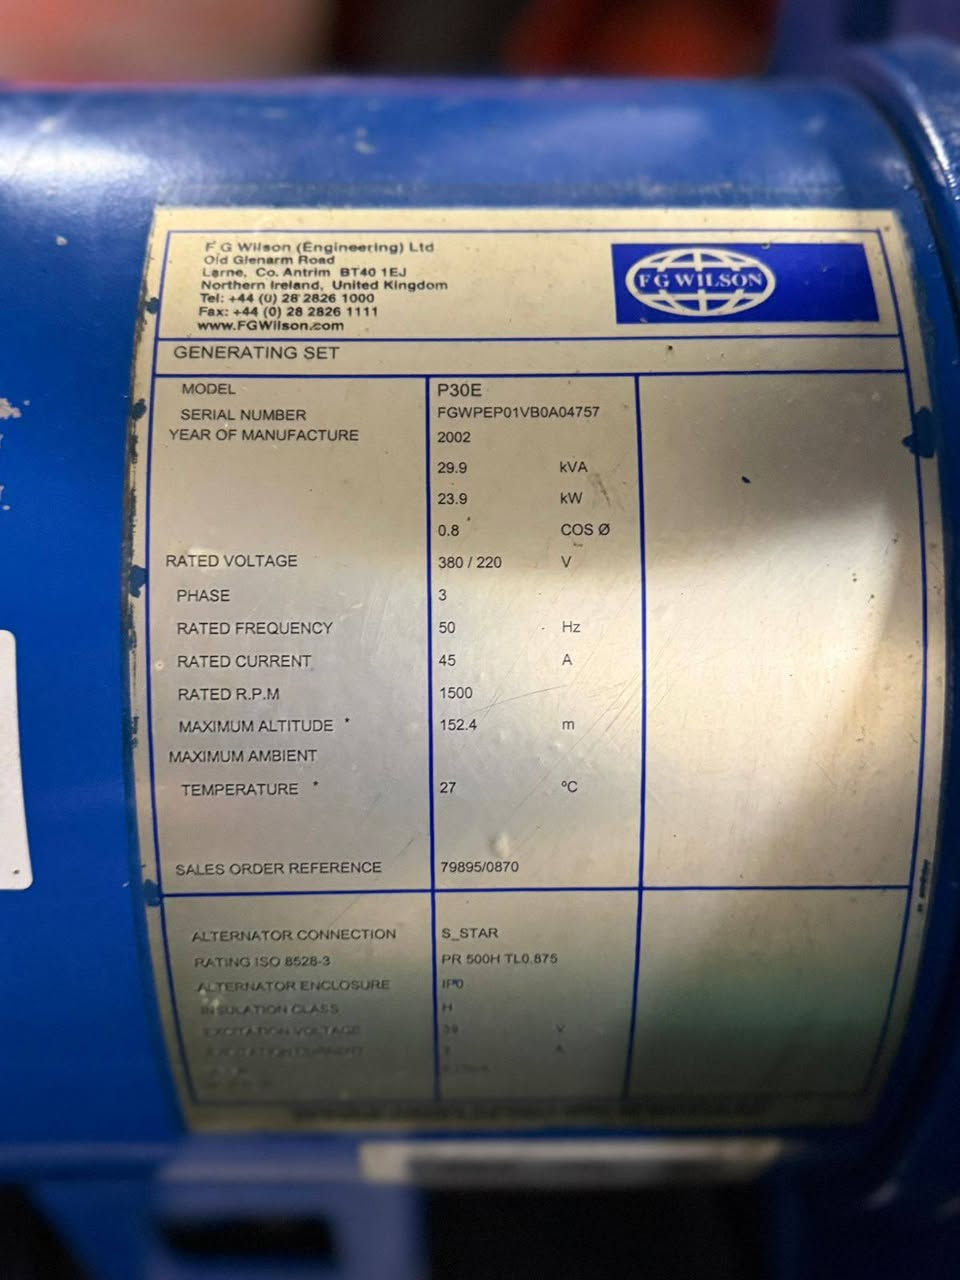 F G Wilson (Engineering) Ltd
Old Glenarm Road
Larne, Co. Antrim BT40 1EJ
Northern Ireland, United Kingdom
Tel: +44 (0) 28 2826 1000
Fax: +44 (0) 28 2826 1111
www.FGWilson.com
FG WILSON
GENERATING SET
MODEL P30E
SERIAL NUMBER FGWPEP01VB0A04757
YEAR OF MANUFACTURE 2002
29.9 kVA
23.9 kW
0.8 COS Ø
RATED VOLTAGE 380 / 220 V
PHASE 3
RATED FREQUENCY 50 Hz
RATED CURRENT 45 A
RATED R.P.M 1500
MAXIMUM ALTITUDE * 152.4 m
MAXIMUM AMBIENT
TEMPERATURE * 27 ºC
SALES ORDER REFERENCE 79895/0870
ALTERNATOR CONNECTION S_STAR
RATING ISO 8528-3 PR 500H TL0.875
ALTERNATOR ENCLOSURE
INSULATION CLASS H
EXCITATION VOLTAGE V
EXCITATION CURRENT A